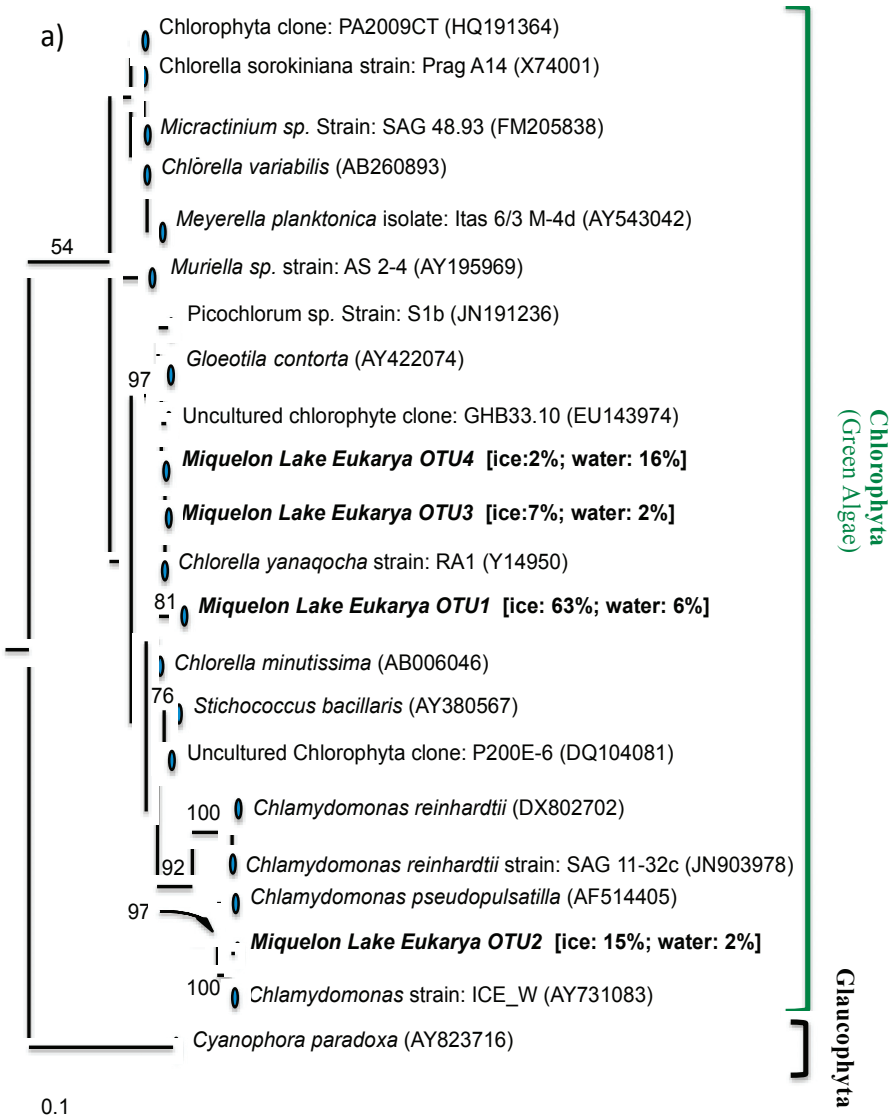 a)
Chlorophyta clone: PA2009CT (HQ191364)
Chlorella sorokiniana strain: Prag A14 (X74001)
Micractinium sp. Strain: SAG 48.93 (FM205838)
Chlorella variabilis (AB260893)
Meyerella planktonica isolate: Itas 6/3 M-4d (AY543042)
54
Muriella sp. strain: AS 2-4 (AY195969)
Picochlorum sp. Strain: S1b (JN191236)
Gloeotila contorta (AY422074)
97
Uncultured chlorophyte clone: GHB33.10 (EU143974)
Miquelon Lake Eukarya OTU4 [ice:2%; water: 16%]
Miquelon Lake Eukarya OTU3 [ice:7%; water: 2%]
Chlorella yanaqocha strain: RA1 (Y14950)
81
Miquelon Lake Eukarya OTU1 [ice: 63%; water: 6%]
Chlorella minutissima (AB006046)
76
Stichococcus bacillaris (AY380567)
Uncultured Chlorophyta clone: P200E-6 (DQ104081)
Chlamydomonas reinhardtii (DX802702)
100
Chlamydomonas reinhardtii strain: SAG 11-32c (JN903978)
92
Chlamydomonas pseudopulsatilla (AF514405)
97
Miquelon Lake Eukarya OTU2 [ice: 15%; water: 2%]
100
Chlamydomonas strain: ICE_W (AY731083)
Cyanophora paradoxa (AY823716)
0.1
Chlorophyta
(Green Algae)
Glaucophyta